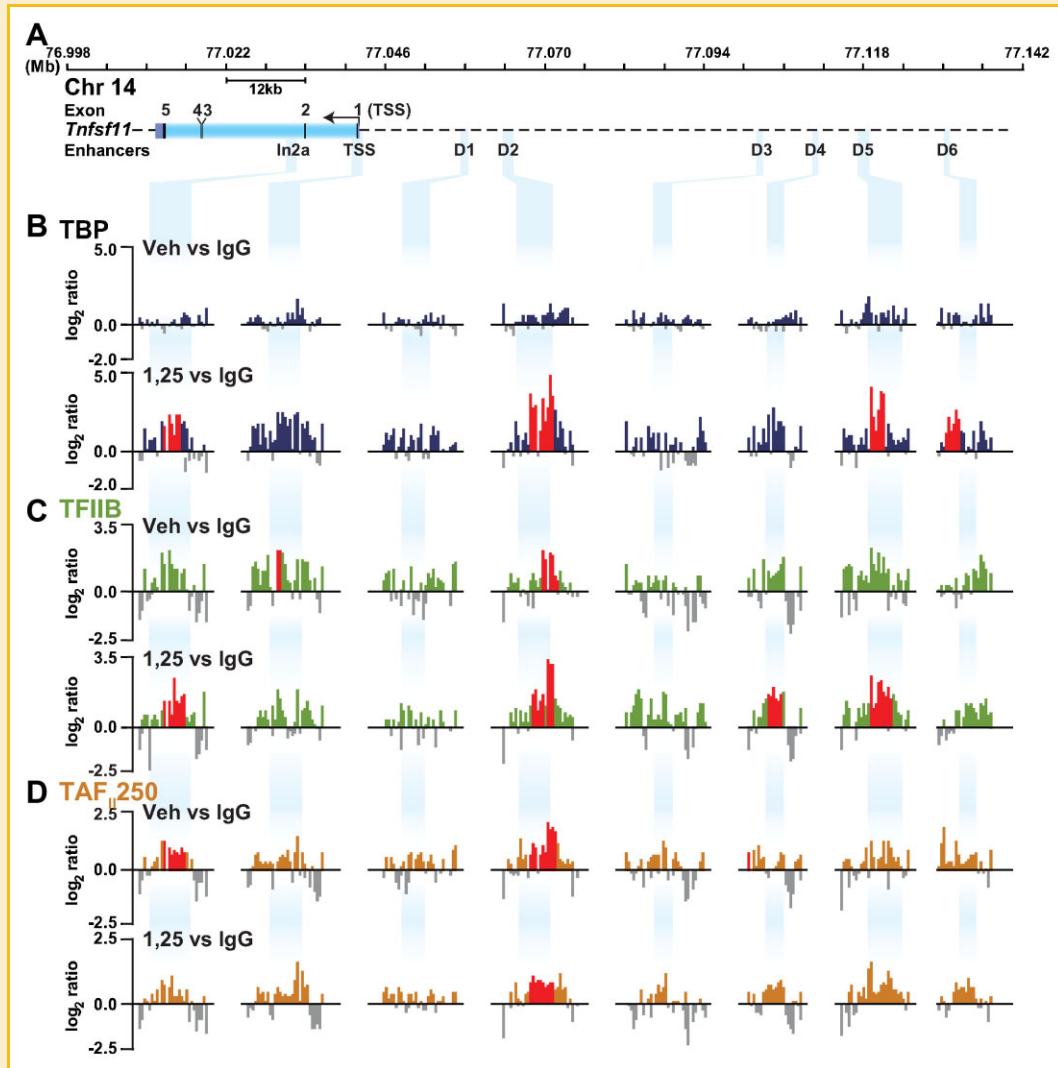 A
76.998 77.022 77.046 77.070 77.094 77.118 77.142
(Mb)
Chr 14
12kb
Exon 5 43 2 1 (TSS)
Tnfsf11
Enhancers In2a TSS D1 D2 D3 D4 D5 D6
B TBP
Veh vs IgG
5.0
0.0
-2.0
log2 ratio
1,25 vs IgG
5.0
0.0
-2.0
log2 ratio
C TFIIB
Veh vs IgG
3.5
0.0
-2.5
log2 ratio
1,25 vs IgG
3.5
0.0
-2.5
log2 ratio
D TAFII250
Veh vs IgG
2.5
0.0
-2.5
log2 ratio
1,25 vs IgG
2.5
0.0
-2.5
log2 ratio